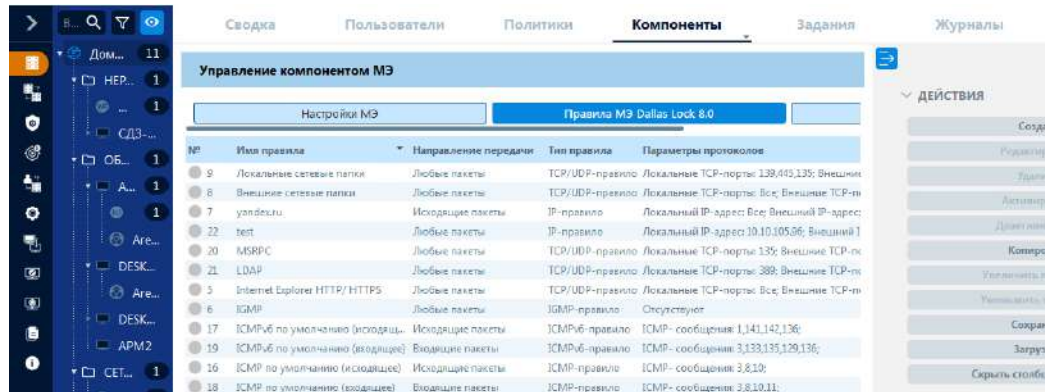 В... Сводка Пользователи Политики Компоненты Задания Журналы
Дом... 11
НЕР... 1
... 1
СДЗ-...
ОБ... 1
А... 1
1
Аге...
DESK...
Аге...
DESK...
АРМ2
СЕТ... 1
Управление компонентом МЭ
Настройки МЭ Правила МЭ Dallas Lock 8.0
№ Имя правила Направление передачи Тип правила Параметры протоколов
9 Локальные сетевые папки Любые пакеты TCP/UDP-правило Локальные TCP-порты: 139,445,135; Внешние
8 Внешние сетевые папки Любые пакеты TCP/UDP-правило Локальные TCP-порты: Все; Внешние TCP-п
7 yandex.ru Исходящие пакеты IP-правило Локальный IP-адрес: Все; Внешний IP-адрес:
22 test Любые пакеты IP-правило Локальный IP-адрес: 10.10.105.96; Внешний I
20 MSRPC Любые пакеты TCP/UDP-правило Локальные TCP-порты: 135; Внешние TCP-по
21 LDAP Любые пакеты TCP/UDP-правило Локальные TCP-порты: 389; Внешние TCP-по
5 Internet Explorer HTTP/ HTTPS Любые пакеты TCP/UDP-правило Локальные TCP-порты: Все; Внешние TCP-п
6 IGMP Любые пакеты IGMP-правило Отсутствуют
17 ICMPv6 по умолчанию (исходящ... Исходящие пакеты ICMPv6-правило ICMP- сообщения: 1,141,142,136;
19 ICMPv6 по умолчанию (входящее) Входящие пакеты ICMPv6-правило ICMP- сообщения: 3,133,135,129,136;
16 ICMP по умолчанию (исходящее) Исходящие пакеты ICMP-правило ICMP- сообщения: 3,8,10;
18 ICMP по умолчанию (входящее) Входящие пакеты ICMP-правило ICMP- сообщения: 3,8,10,11;
ДЕЙСТВИЯ
Созда
Редактир
Удали
Активир
Деактиви
Копиро
Увеличить п
Уменьшить
Сохран
Загруз
Скрыть столбе